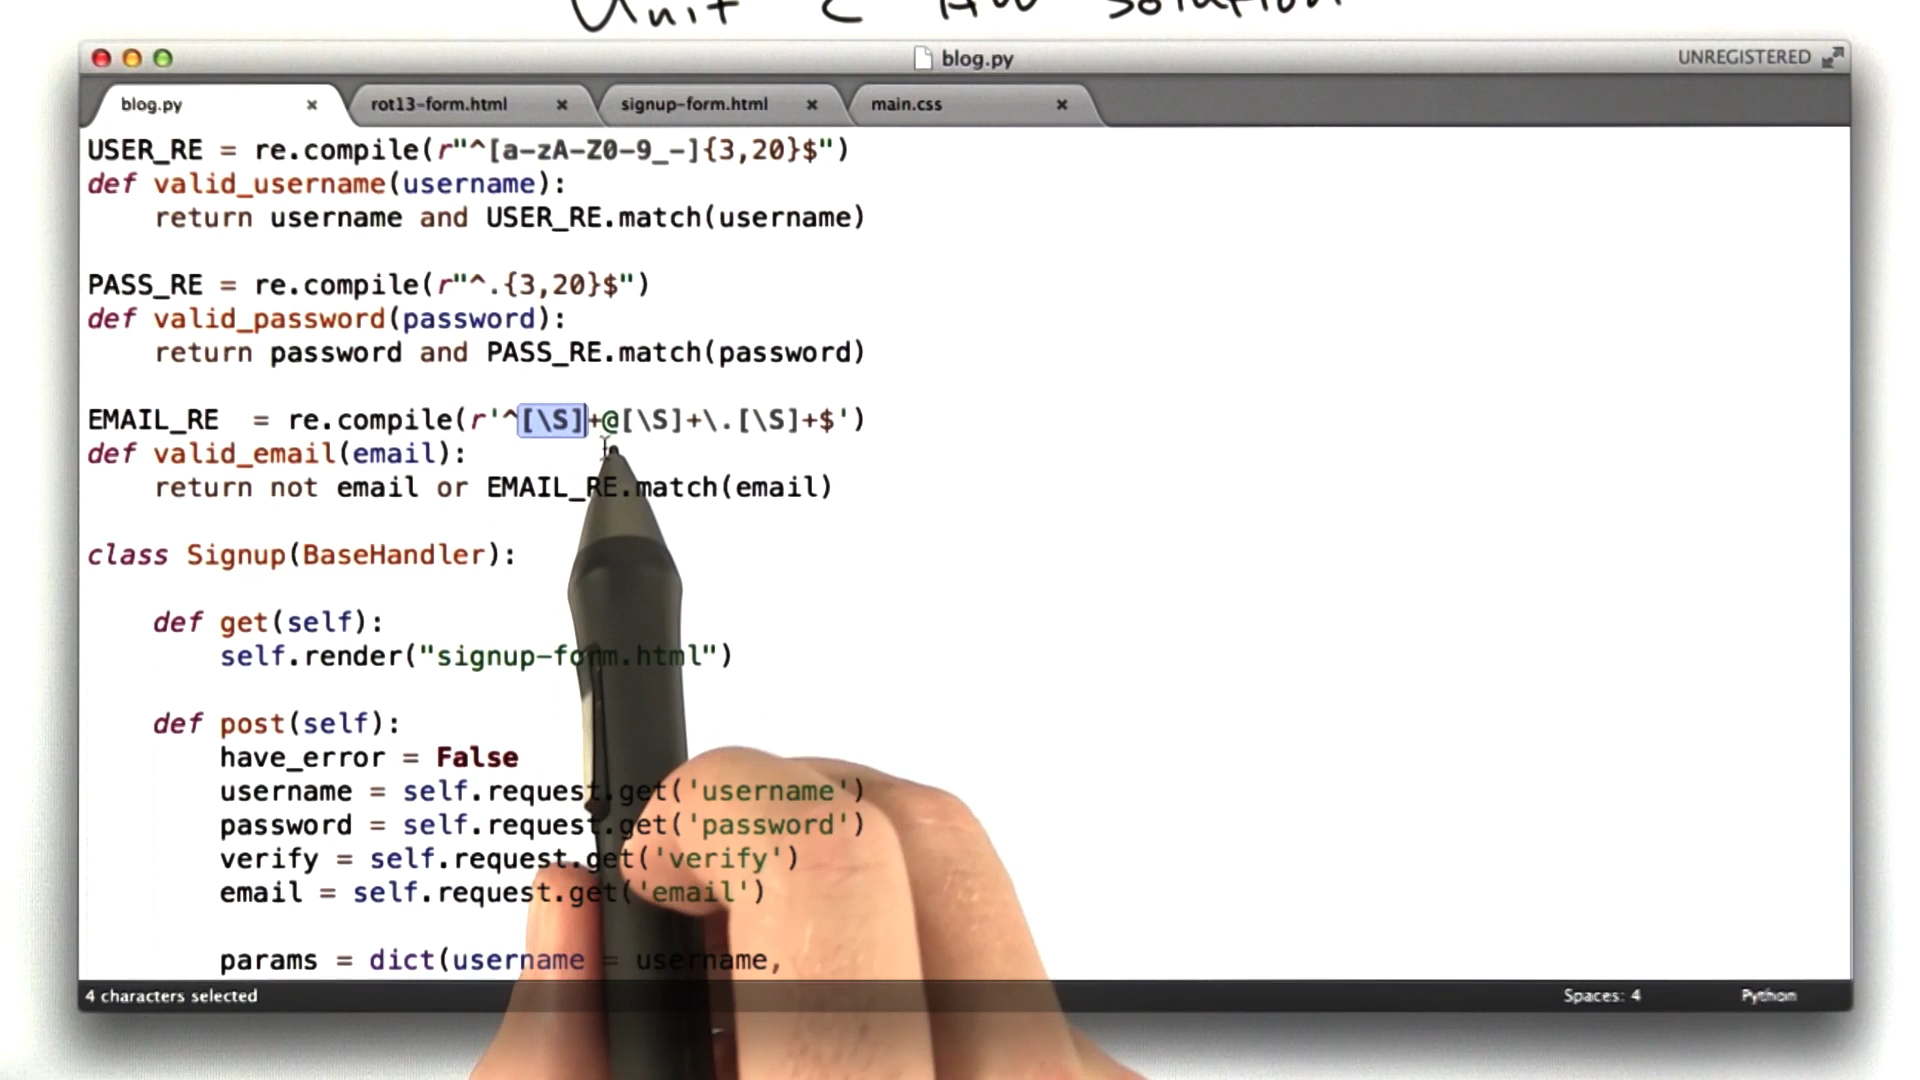 Unit 2 HW Solution
blog.py
UNREGISTERED
blog.py × rot13-form.html × signup-form.html × main.css ×
USER_RE = re.compile(r"^[a-zA-Z0-9_-]{3,20}$")
def valid_username(username):
    return username and USER_RE.match(username)
PASS_RE = re.compile(r"^.{3,20}$")
def valid_password(password):
    return password and PASS_RE.match(password)
EMAIL_RE  = re.compile(r'^[\S]+@[\S]+\.[\S]+$')
def valid_email(email):
    return not email or EMAIL_RE.match(email)
class Signup(BaseHandler):
    def get(self):
        self.render("signup-form.html")
    def post(self):
        have_error = False
        username = self.request.get('username')
        password = self.request.get('password')
        verify = self.request.get('verify')
        email = self.request.get('email')
        params = dict(username = username,
4 characters selected
Spaces: 4
Python